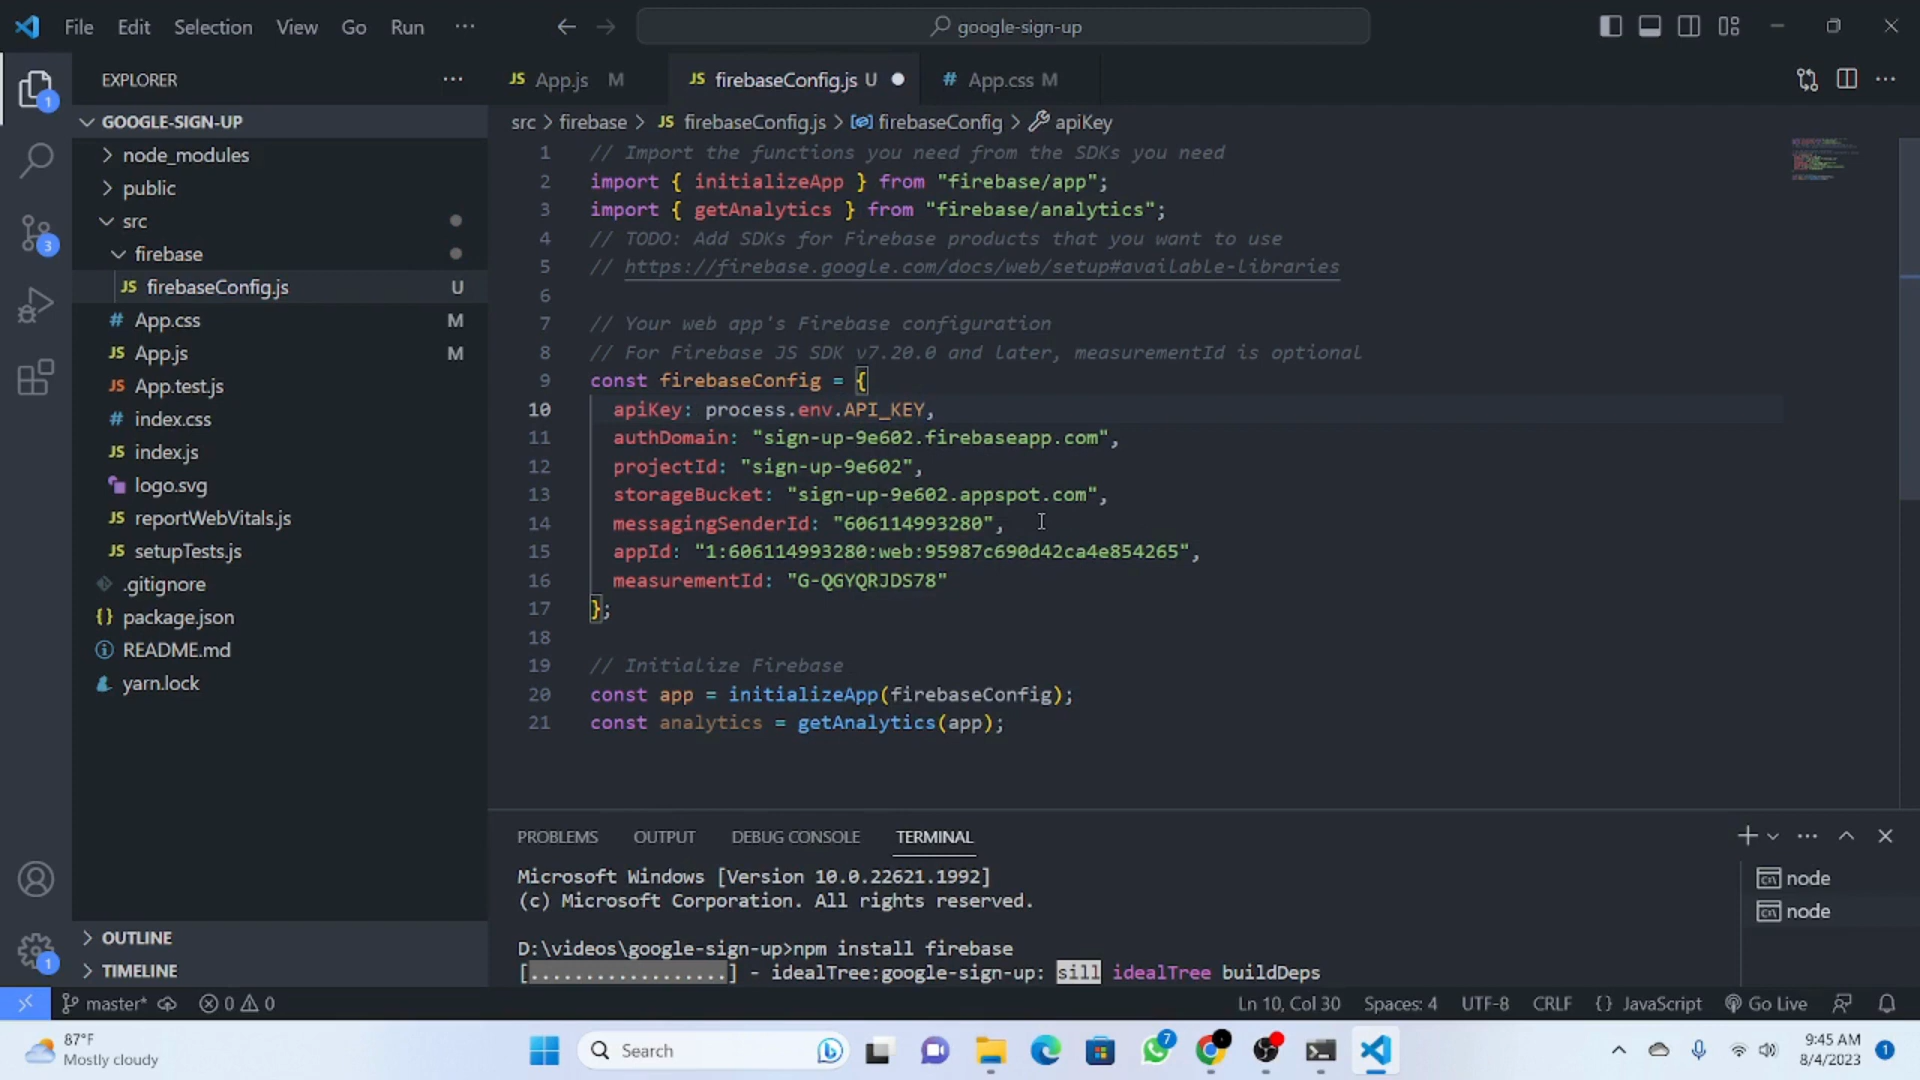 File Edit Selection View Go Run ···
google-sign-up
EXPLORER
···
JS App.js M
JS firebaseConfig.js U
# App.css M
···
GOOGLE-SIGN-UP
node_modules
public
src
firebase
JS firebaseConfig.js U
# App.css M
JS App.js M
JS App.test.js
# index.css
JS index.js
logo.svg
JS reportWebVitals.js
JS setupTests.js
.gitignore
{} package.json
README.md
yarn.lock
OUTLINE
TIMELINE
1
3
1
src > firebase > JS firebaseConfig.js > firebaseConfig > apiKey
1 // Import the functions you need from the SDKs you need
2 import { initializeApp } from "firebase/app";
3 import { getAnalytics } from "firebase/analytics";
4 // TODO: Add SDKs for Firebase products that you want to use
5 // https://firebase.google.com/docs/web/setup#available-libraries
6
7 // Your web app's Firebase configuration
8 // For Firebase JS SDK v7.20.0 and later, measurementId is optional
9 const firebaseConfig = {
10 apiKey: process.env.API_KEY,
11 authDomain: "sign-up-9e602.firebaseapp.com",
12 projectId: "sign-up-9e602",
13 storageBucket: "sign-up-9e602.appspot.com",
14 messagingSenderId: "606114993280",
15 appId: "1:606114993280:web:95987c690d42ca4e854265",
16 measurementId: "G-QGYQRJDS78"
17 };
18
19 // Initialize Firebase
20 const app = initializeApp(firebaseConfig);
21 const analytics = getAnalytics(app);
PROBLEMS OUTPUT DEBUG CONSOLE TERMINAL
···
Microsoft Windows [Version 10.0.22621.1992]
(c) Microsoft Corporation. All rights reserved.
D:\videos\google-sign-up>npm install firebase
[..................] - idealTree:google-sign-up: sill idealTree buildDeps
node
node
master* 0 0
Ln 10, Col 30 Spaces: 4 UTF-8 CRLF {} JavaScript Go Live
87°F
Mostly cloudy
Search
7
9:45 AM
8/4/2023
1